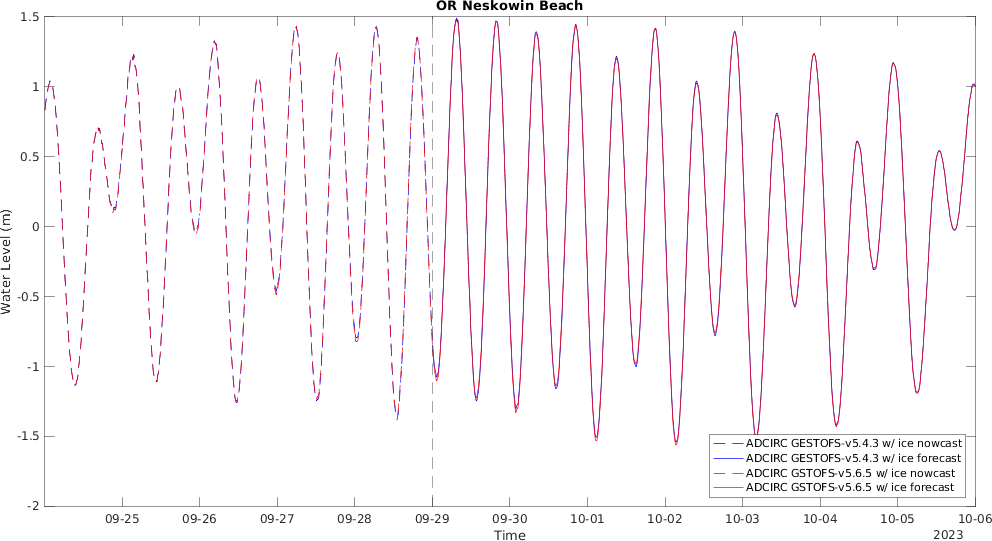 OR Neskowin Beach
Water Level (m)
1.5
1
0.5
0
-0.5
-1
-1.5
-2
ADCIRC GESTOFS-v5.4.3 w/ ice nowcast
ADCIRC GESTOFS-v5.4.3 w/ ice forecast
ADCIRC GSTOFS-v5.6.5 w/ ice nowcast
ADCIRC GSTOFS-v5.6.5 w/ ice forecast
09-25 09-26 09-27 09-28 09-29 09-30 10-01 10-02 10-03 10-04 10-05 10-06
Time
2023